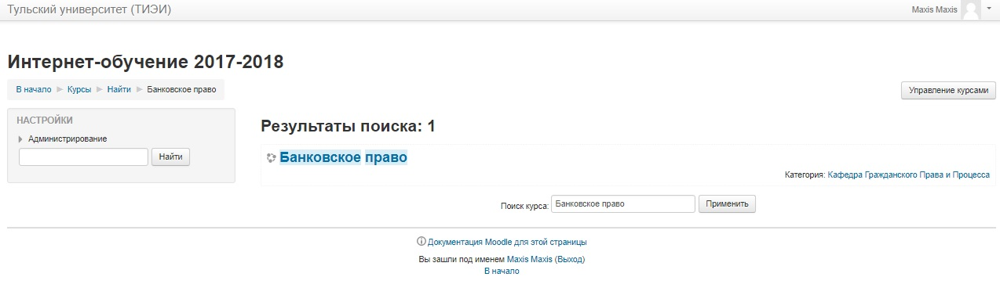 Тульский университет (ТИЭИ)
Maxis Maxis
Интернет-обучение 2017-2018
В начало Курсы Найти Банковское право
Управление курсами
НАСТРОЙКИ
Администрирование
Найти
Результаты поиска: 1
Банковское право
Категория: Кафедра Гражданского Права и Процесса
Поиск курса: Банковское право Применить
Документация Moodle для этой страницы
Вы зашли под именем Maxis Maxis (Выход)
В начало